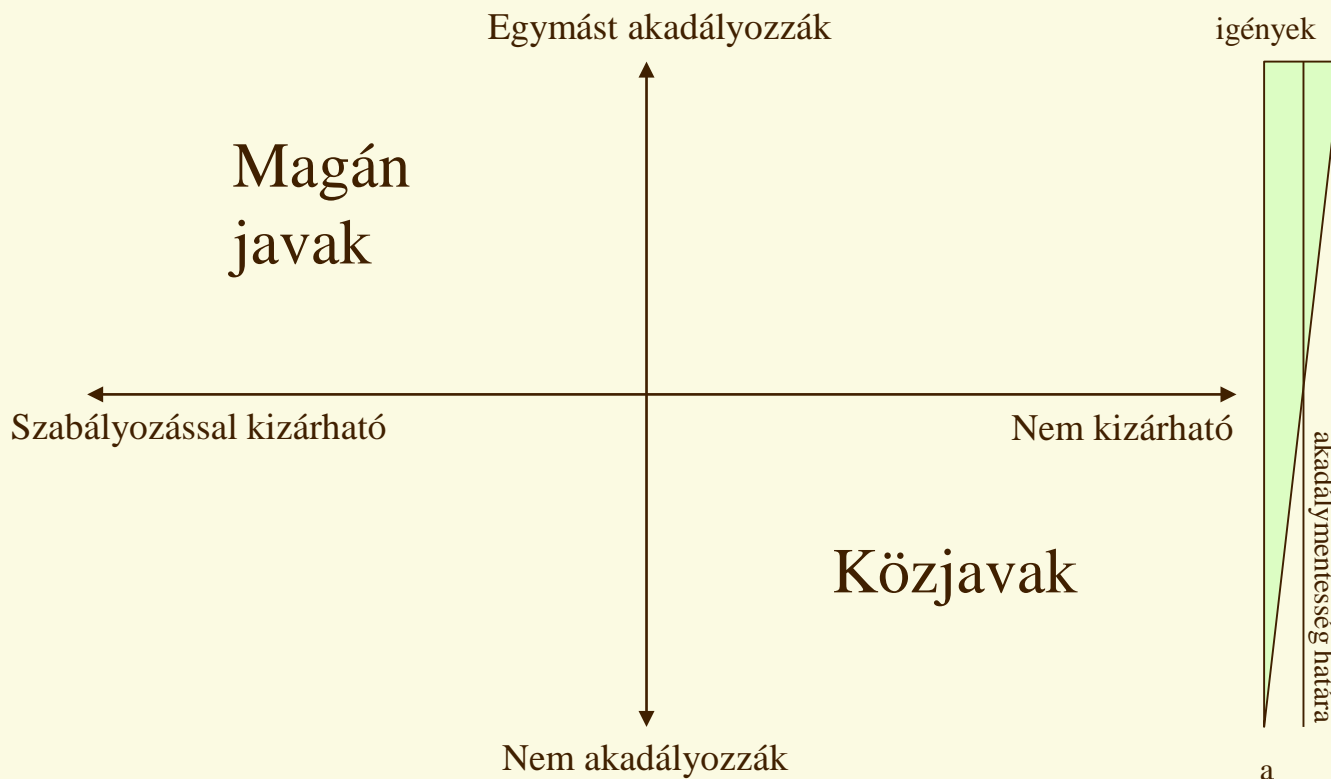 Egymást akadályozzák
igények
Magán
javak
Szabályozással kizárható
Nem kizárható
akadálymentesség határa
Közjavak
Nem akadályozzák
a